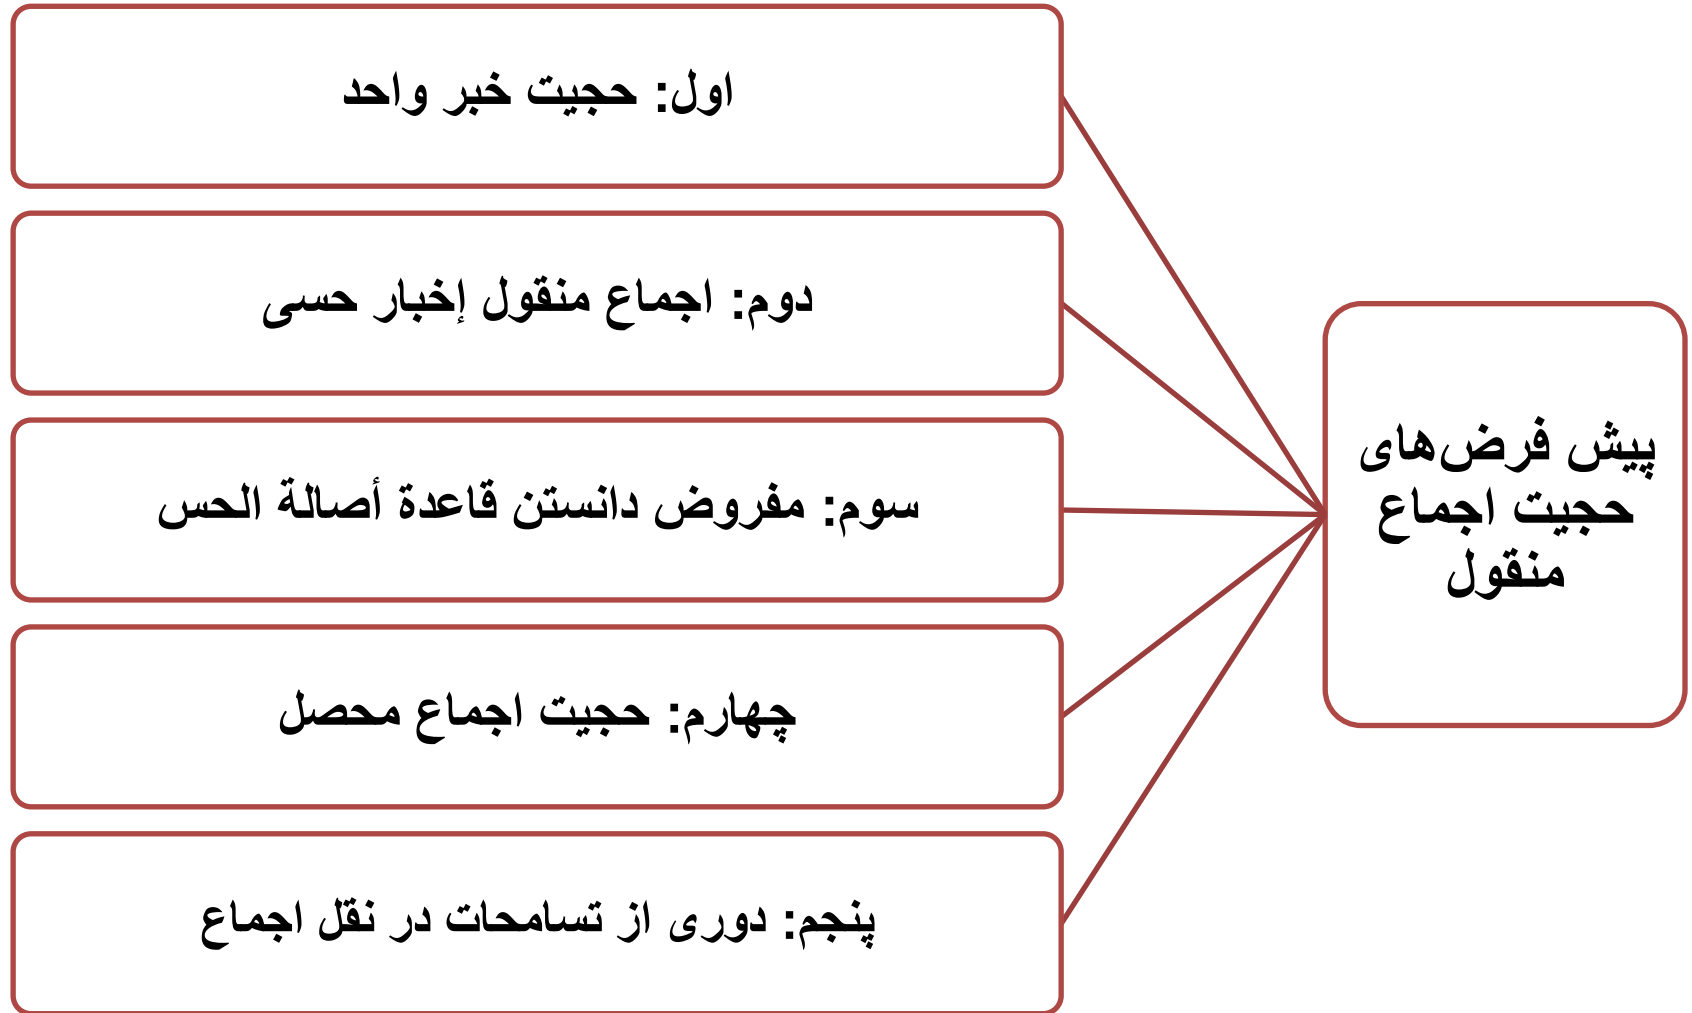 پیش فرض‌های
حجیت اجماع
منقول
اول: حجیت خبر واحد
دوم: اجماع منقول إخبار حسی
سوم: مفروض دانستن قاعدة أصالة الحس
چهارم: حجیت اجماع محصل
پنجم: دوری از تسامحات در نقل اجماع